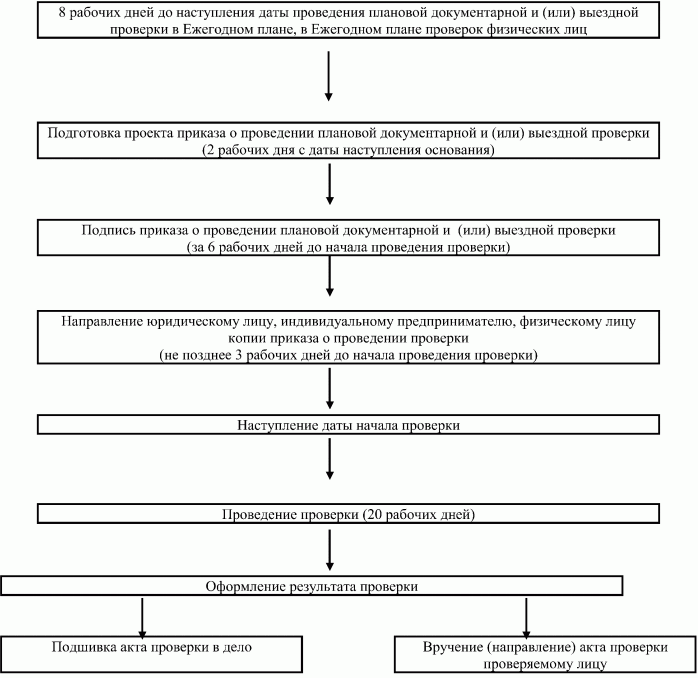 8 рабочих дней до наступления даты проведения плановой документарной и (или) выездной
проверки в Ежегодном плане, в Ежегодном плане проверок физических лиц
Подготовка проекта приказа о проведении плановой документарной и (или) выездной проверки
(2 рабочих дня с даты наступления основания)
Подпись приказа о проведении плановой документарной и (или) выездной проверки
(за 6 рабочих дней до начала проведения проверки)
Направление юридическому лицу, индивидуальному предпринимателю, физическому лицу
копии приказа о проведении проверки
(не позднее 3 рабочих дней до начала проведения проверки)
Наступление даты начала проверки
Проведение проверки (20 рабочих дней)
Оформление результата проверки
Подшивка акта проверки в дело
Вручение (направление) акта проверки
проверяемому лицу